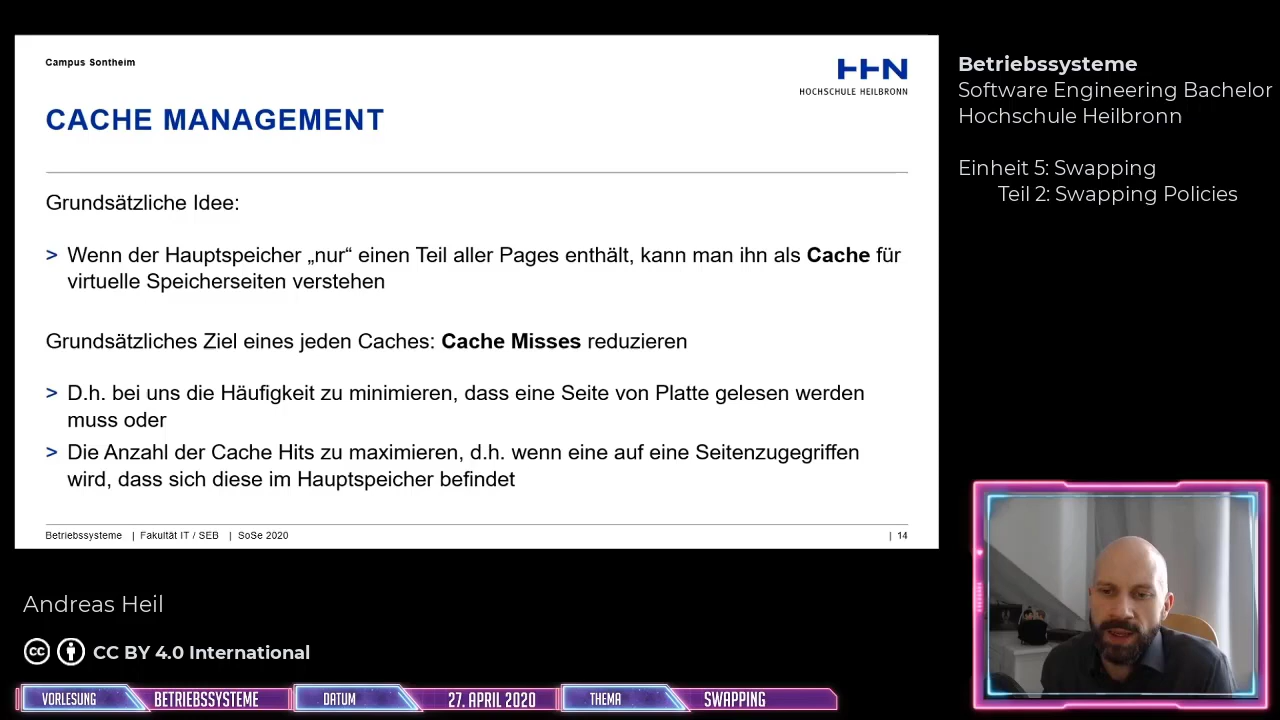 Campus Sontheim
HOCHSCHULE HEILBRONN
CACHE MANAGEMENT
Grundsätzliche Idee:
> Wenn der Hauptspeicher „nur“ einen Teil aller Pages enthält, kann man ihn als Cache für
virtuelle Speicherseiten verstehen
Grundsätzliches Ziel eines jeden Caches: Cache Misses reduzieren
> D.h. bei uns die Häufigkeit zu minimieren, dass eine Seite von Platte gelesen werden
muss oder
> Die Anzahl der Cache Hits zu maximieren, d.h. wenn eine auf eine Seitenzugegriffen
wird, dass sich diese im Hauptspeicher befindet
Betriebssysteme | Fakultät IT / SEB | SoSe 2020 | 14
Betriebssysteme
Software Engineering Bachelor
Hochschule Heilbronn
Einheit 5: Swapping
Teil 2: Swapping Policies
Andreas Heil
cc CC BY 4.0 International
VORLESUNG BETRIEBSSYSTEME DATUM 27. APRIL 2020 THEMA SWAPPING